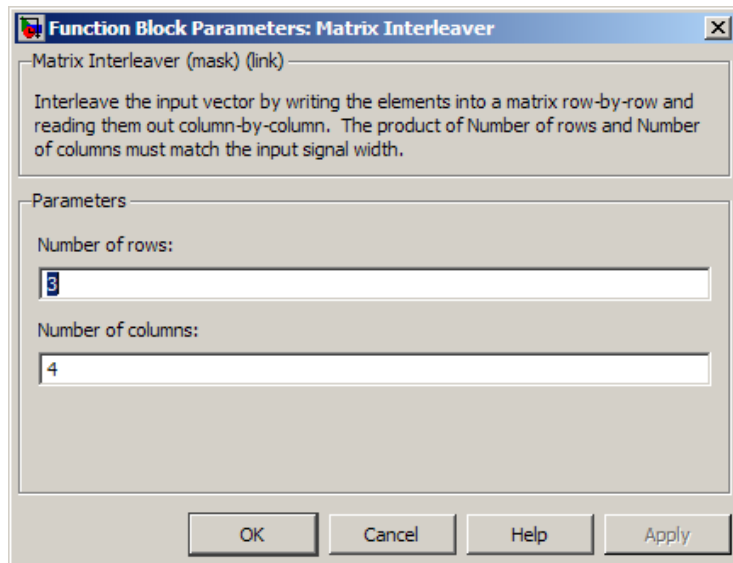 Function Block Parameters: Matrix Interleaver
Matrix Interleaver (mask) (link)
Interleave the input vector by writing the elements into a matrix row-by-row and
reading them out column-by-column. The product of Number of rows and Number
of columns must match the input signal width.
Parameters
Number of rows:
3
Number of columns:
4
OK Cancel Help Apply